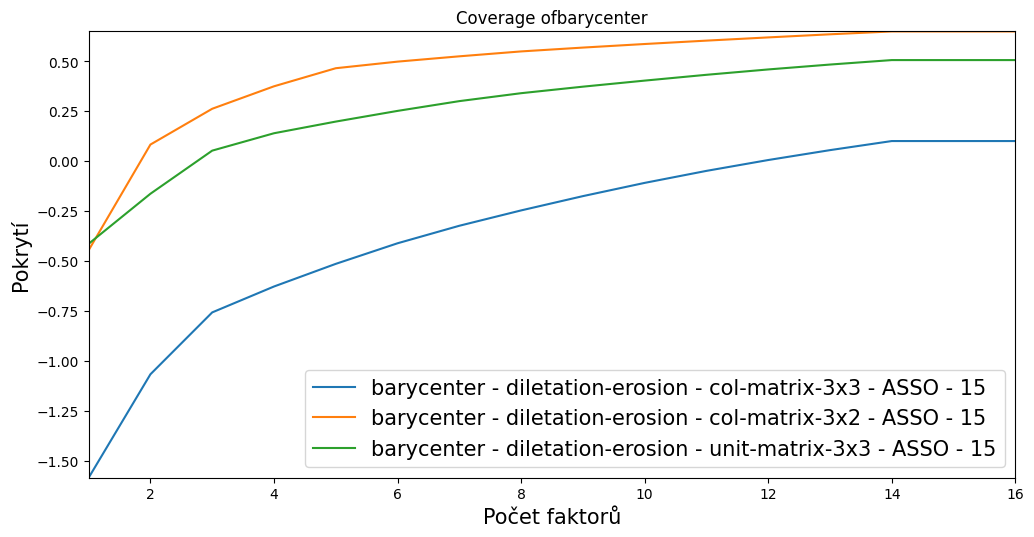 Coverage ofbarycenter
0.50
0.25
0.00
−0.25
−0.50
−0.75
−1.00
−1.25
−1.50
Pokrytí
barycenter - diletation-erosion - col-matrix-3x3 - ASSO - 15
barycenter - diletation-erosion - col-matrix-3x2 - ASSO - 15
barycenter - diletation-erosion - unit-matrix-3x3 - ASSO - 15
2 4 6 8 10 12 14 16
Počet faktorů